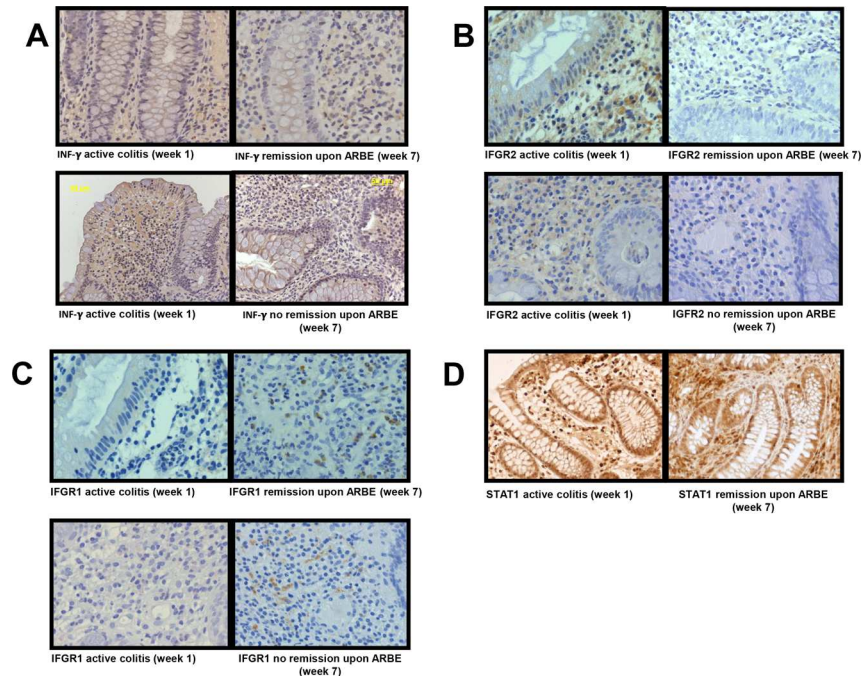 A
INF-γ active colitis (week 1)
INF-γ remission upon ARBE (week 7)
INF-γ active colitis (week 1)
INF-γ no remission upon ARBE
(week 7)
B
IFGR2 active colitis (week 1)
IFGR2 remission upon ARBE (week 7)
IFGR2 active colitis (week 1)
IGFR2 no remission upon ARBE
(week 7)
C
IFGR1 active colitis (week 1)
IFGR1 remission upon ARBE (week 7)
IFGR1 active colitis (week 1)
IFGR1 no remission upon ARBE
(week 7)
D
STAT1 active colitis (week 1)
STAT1 remission upon ARBE
(week 7)